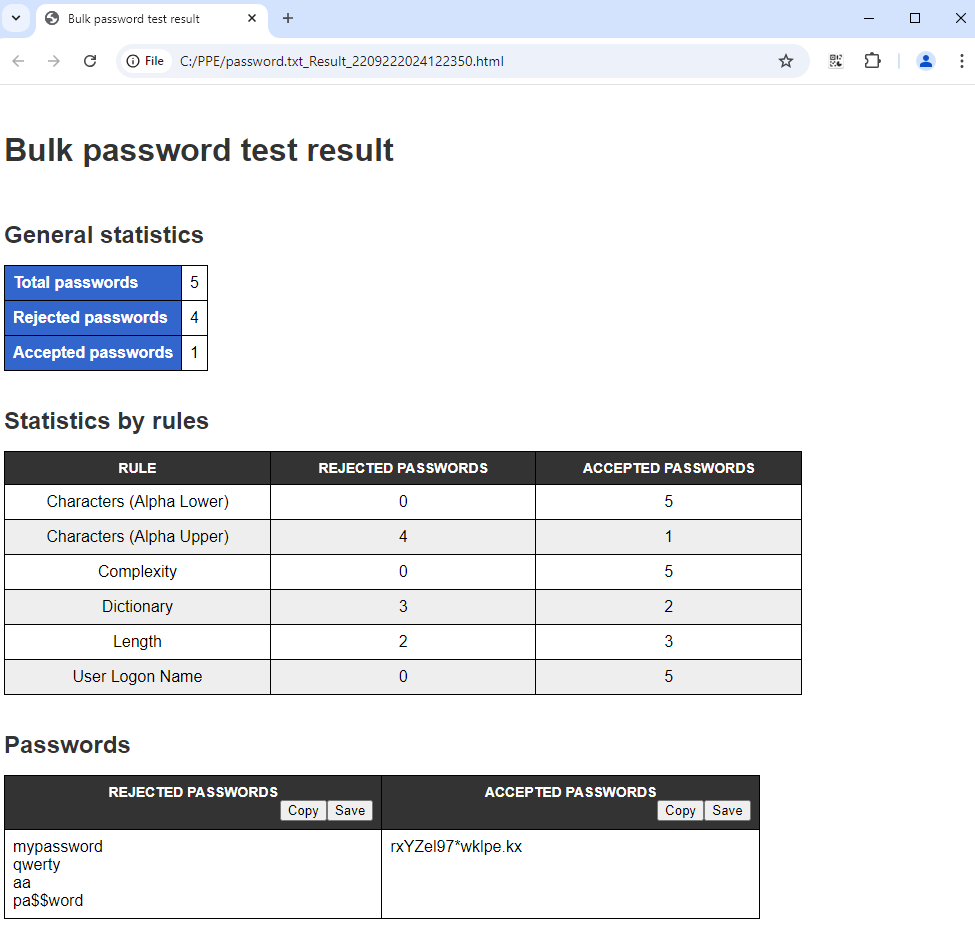 Bulk password test result
File C:/PPE/password.txt_Result_2209222024122350.html
Bulk password test result
General statistics
Total passwords 5
Rejected passwords 4
Accepted passwords 1
Statistics by rules
RULE REJECTED PASSWORDS ACCEPTED PASSWORDS
Characters (Alpha Lower) 0 5
Characters (Alpha Upper) 4 1
Complexity 0 5
Dictionary 3 2
Length 2 3
User Logon Name 0 5
Passwords
REJECTED PASSWORDS ACCEPTED PASSWORDS
Copy Save Copy Save
mypassword rxYZel97*wklpe.kx
qwerty
aa
pa$$word